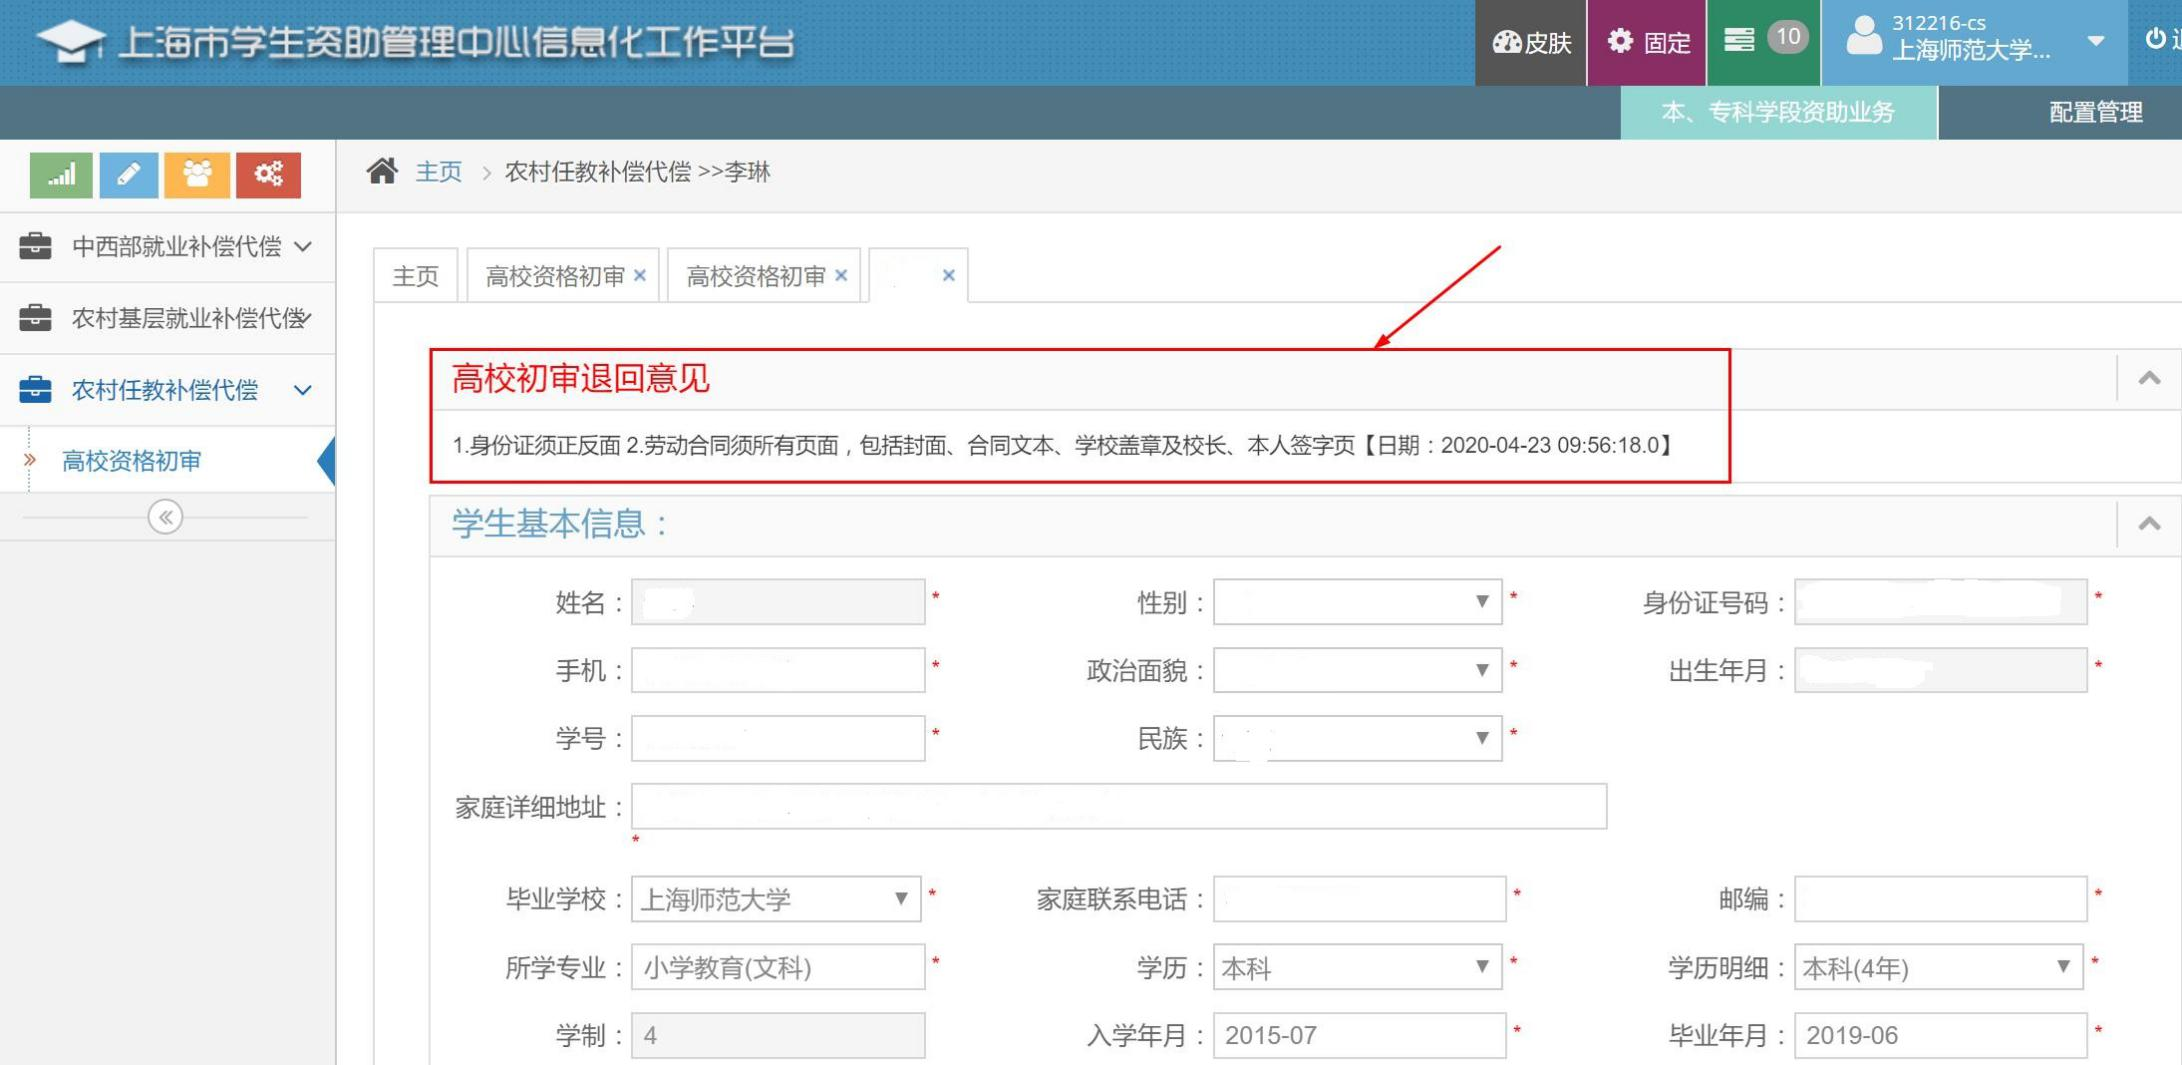 上海市学生资助管理中心信息化工作平台
皮肤 固定 10 312216-cs
上海师范大学...
本、专科学段资助业务 配置管理
主页 > 农村任教补偿代偿 >>李琳
中西部就业补偿代偿
农村基层就业补偿代偿
农村任教补偿代偿
高校资格初审
主页 高校资格初审 × 高校资格初审 × ×
高校初审退回意见
1.身份证须正反面 2.劳动合同须所有页面，包括封面、合同文本、学校盖章及校长、本人签字页【日期：2020-04-23 09:56:18.0】
学生基本信息：
姓名： * 性别： * 身份证号码： *
手机： * 政治面貌： * 出生年月： *
学号： * 民族： *
家庭详细地址：
*
毕业学校： 上海师范大学 * 家庭联系电话： * 邮编： *
所学专业： 小学教育(文科) * 学历： 本科 * 学历明细： 本科(4年) *
学制： 4 入学年月： 2015-07 * 毕业年月： 2019-06 *